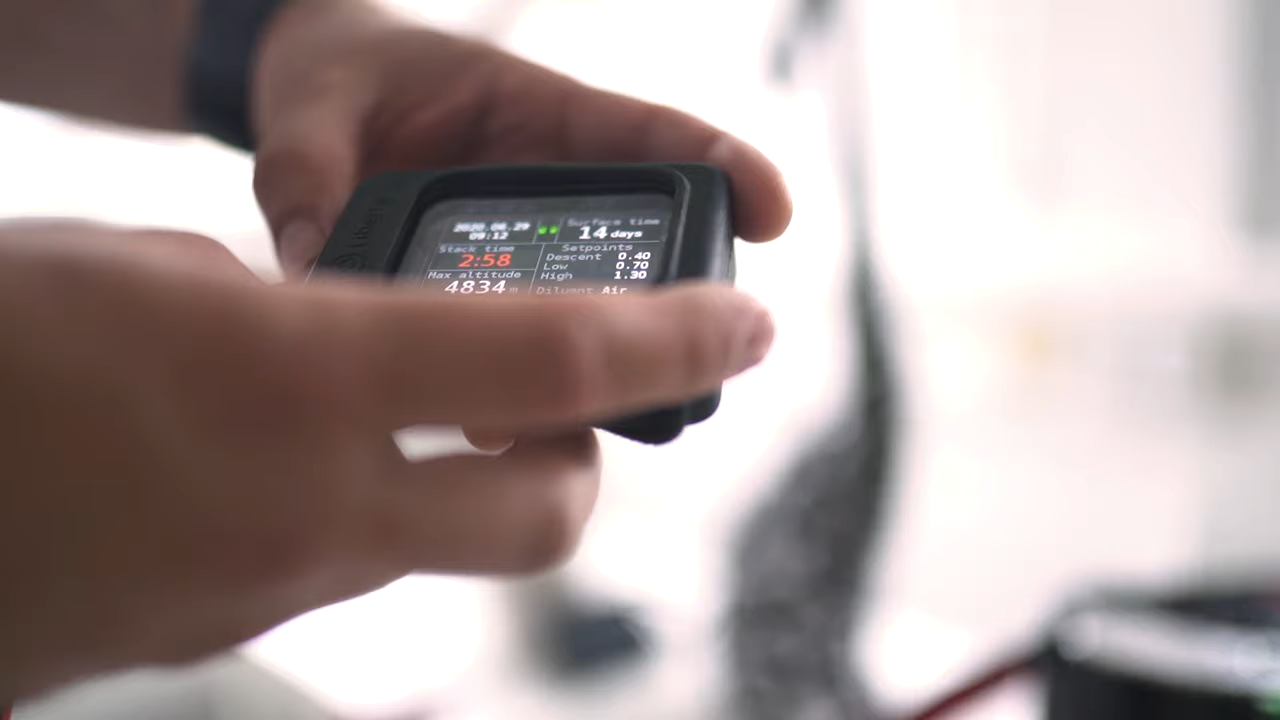 2020.06.29
09:12
Surface time
14 days
Stack time
2:58
Setpoints
Descent 0.40
Low 0.70
High 1.30
Max altitude
4834 m
Diluent Air
Liberty